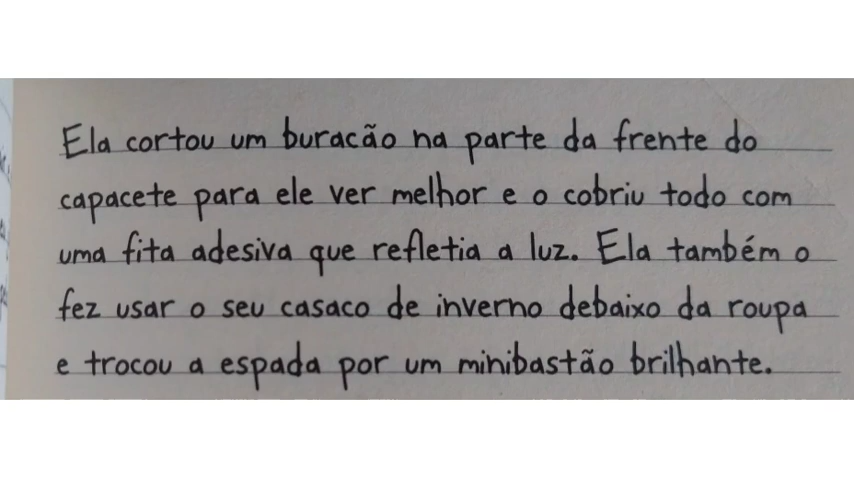 Ela cortou um buracão na parte da frente do
capacete para ele ver melhor e o cobriu todo com
uma fita adesiva que refletia a luz. Ela também o
fez usar o seu casaco de inverno debaixo da roupa
e trocou a espada por um minibastão brilhante.